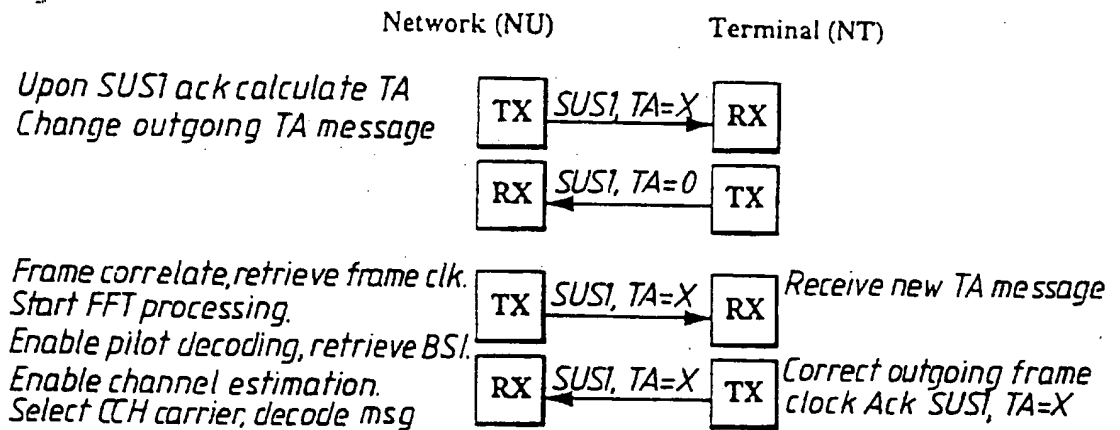 Network (NU) Terminal (NT)
Upon SUS1 ack calculate TA
Change outgoing TA message
TX SUS1, TA=X RX
RX SUS1, TA=0 TX
Frame correlate, retrieve frame clk.
Start FFT processing.
Enable pilot decoding, retrieve BSI.
Enable channel estimation.
Select CCH carrier, decode msg
TX SUS1, TA=X RX
Receive new TA message
RX SUS1, TA=X TX
Correct outgoing frame
clock Ack SUS1, TA=X